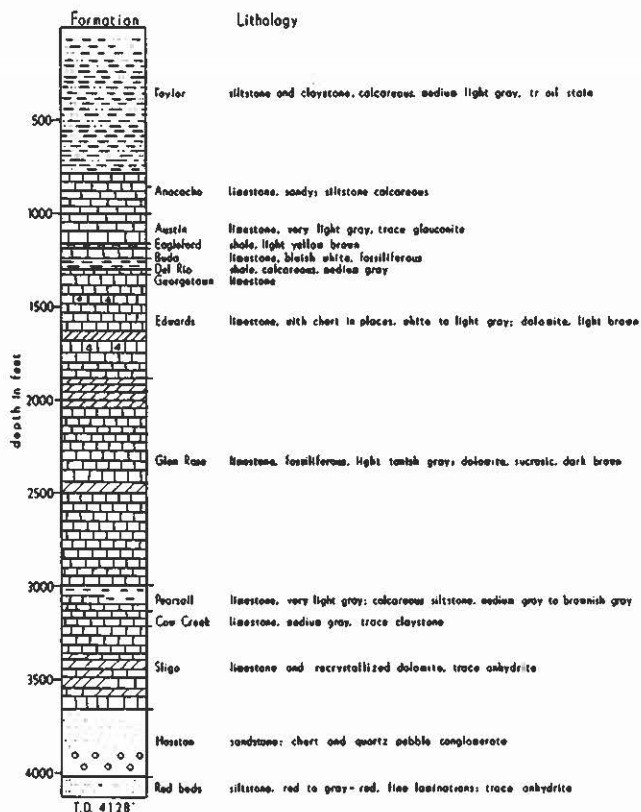 Formation Lithology
Taylor siltstone and claystone, calcareous, medium light gray, tr oil stale
500
Anacacho limestone, sandy; siltstone calcareous
1000
Austin limestone, very light gray, trace glauconite
Eagleford shale, light yellow brown
Buda limestone, bluish white, fossiliferous
Del Rio shale, calcareous, medium gray
Georgetown limestone
1500
Edwards limestone, with chert in places, white to light gray; dolomite, light brown
depth in feet
2000
Glen Rose limestone, fossiliferous, light tanish gray; dolomite, sucrosic, dark brown
2500
3000
Pearsall limestone, very light gray; calcareous siltstone, medium gray to brownish gray
Cow Creek limestone, medium gray, trace claystone
Sligo limestone and recrystallized dolomite, trace anhydrite
3500
Hosston sandstone; chert and quartz pebble conglomerate
4000
Red beds siltstone, red to gray-red, fine laminations; trace anhydrite
T.D. 4128'